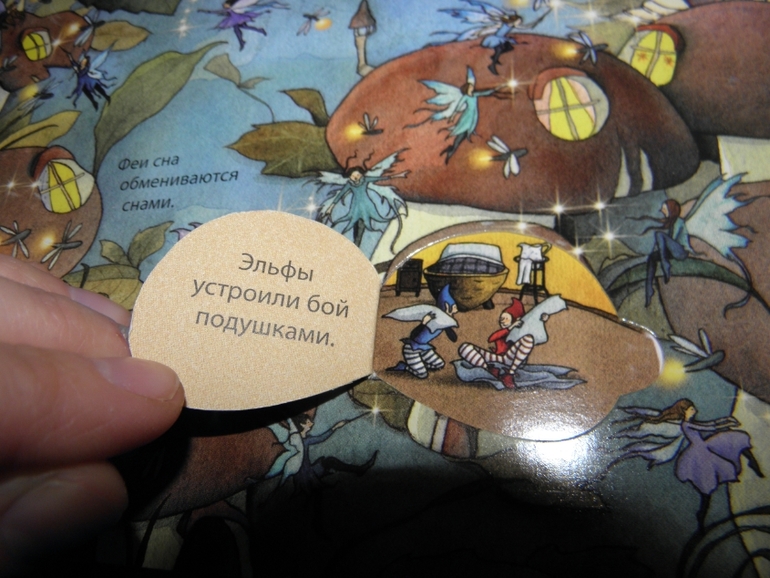 Феи сна
обмениваются
снами.
Эльфы
устроили бой
подушками.